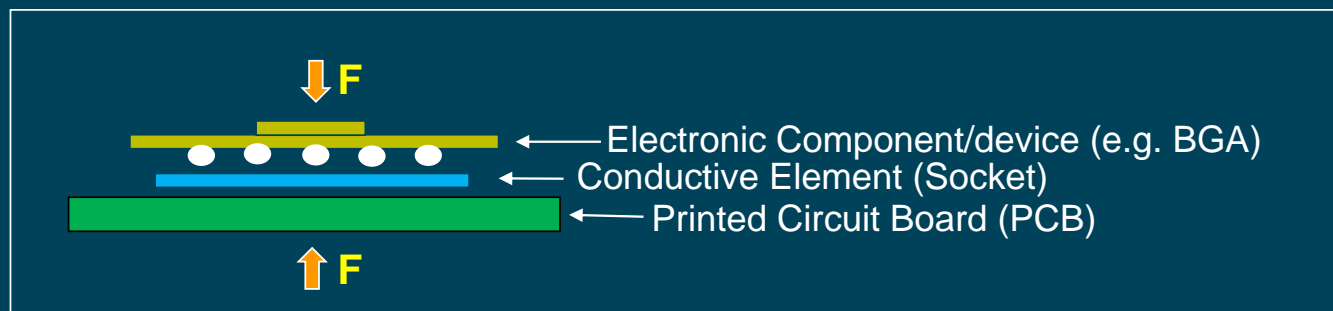 F
Electronic Component/device (e.g. BGA)
Conductive Element (Socket)
Printed Circuit Board (PCB)
F